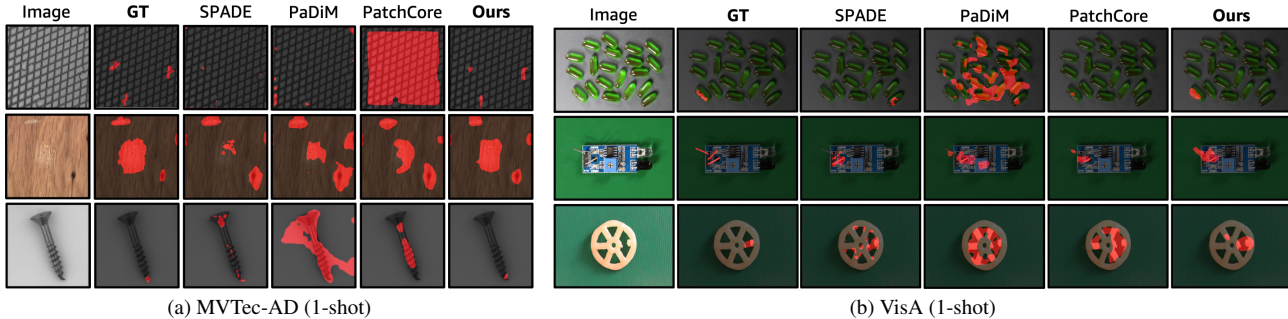 Image GT SPADE PaDiM PatchCore Ours
Image GT SPADE PaDiM PatchCore Ours
(a) MVTec-AD (1-shot)
(b) VisA (1-shot)